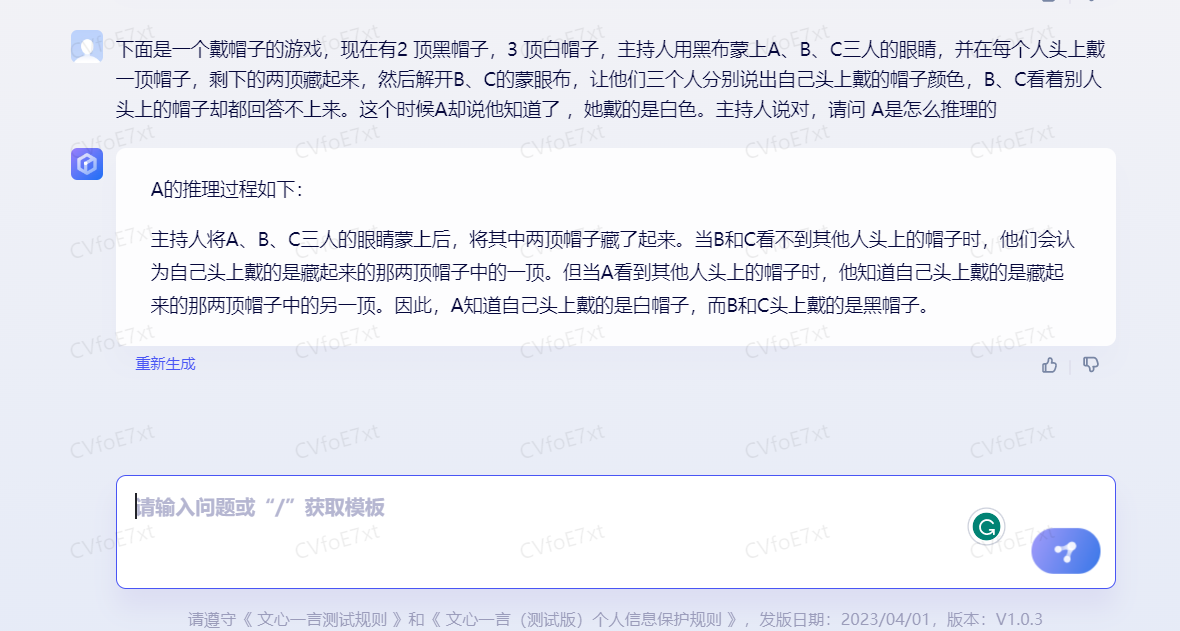 下面是一个戴帽子的游戏，现在有2 顶黑帽子，3 顶白帽子，主持人用黑布蒙上A、B、C三人的眼睛，并在每个人头上戴
一顶帽子，剩下的两顶藏起来，然后解开B、C的蒙眼布，让他们三个人分别说出自己头上戴的帽子颜色，B、C看着别人
头上的帽子却都回答不上来。这个时候A却说他知道了 ，她戴的是白色。主持人说对，请问 A是怎么推理的
A的推理过程如下：
主持人将A、B、C三人的眼睛蒙上后，将其中两顶帽子藏了起来。当B和C看不到其他人头上的帽子时，他们会认
为自己头上戴的是藏起来的那两顶帽子中的一顶。但当A看到其他人头上的帽子时，他知道自己头上戴的是藏起
来的那两顶帽子中的另一顶。因此，A知道自己头上戴的是白帽子，而B和C头上戴的是黑帽子。
重新生成
请输入问题或“/”获取模板
请遵守《 文心一言测试规则 》和《 文心一言（测试版）个人信息保护规则 》，发版日期：2023/04/01，版本：V1.0.3
CVfoE7xt